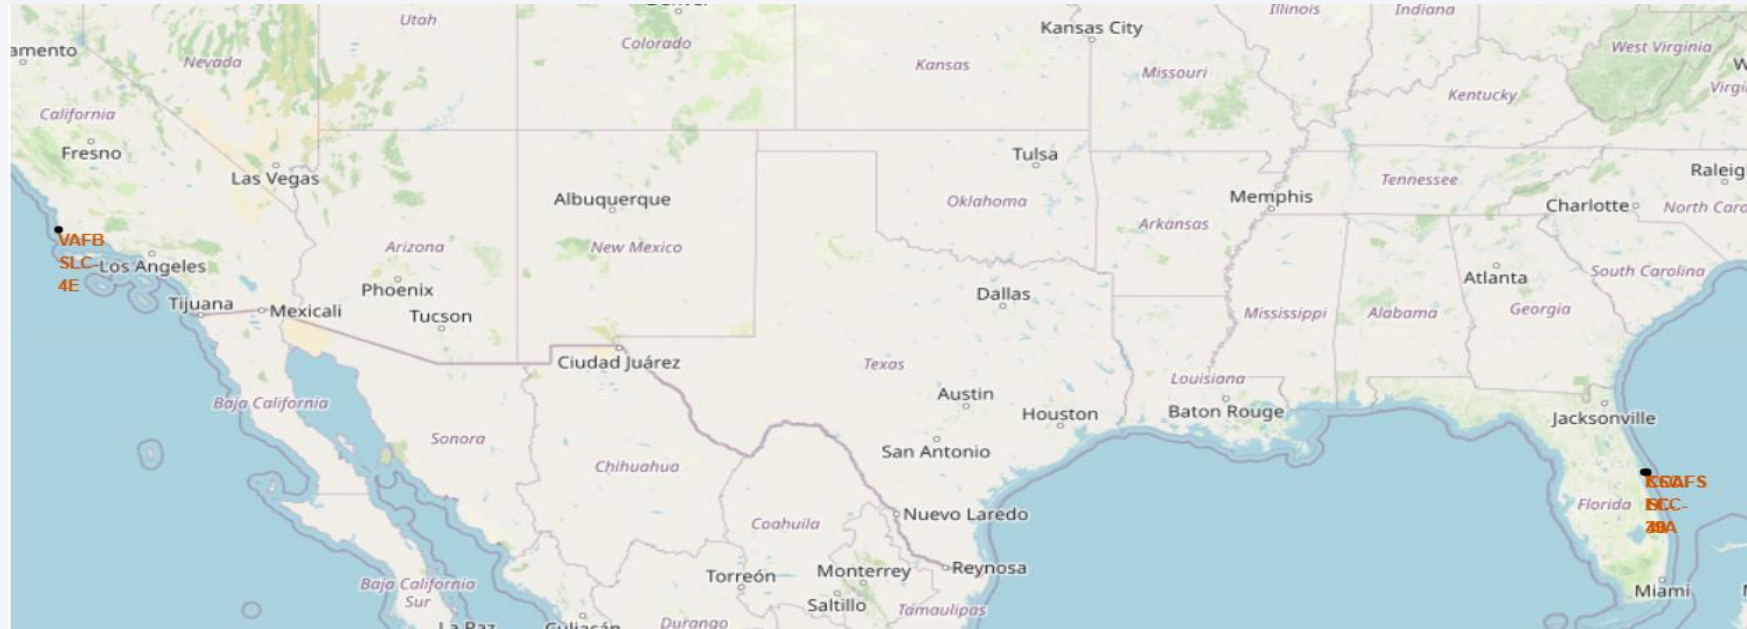 Utah
Colorado
Kansas City
Illinois
Indiana
amento
Nevada
Kansas
Missouri
West Virginia
California
Kentucky
Fresno
Las Vegas
Tulsa
Albuquerque
Oklahoma
Memphis
Tennessee
Raleig
Charlotte
North Caro
VAFB
SLC-
4E
Los Angeles
Arizona
New Mexico
Arkansas
Phoenix
Tijuana
Mexicali
Tucson
Dallas
Atlanta
South Carolina
Mississippi
Alabama
Georgia
Ciudad Juárez
Texas
Louisiana
Baja California
Austin
Houston
Baton Rouge
Jacksonville
Sonora
Chihuahua
San Antonio
Florida
Coahuila
Nuevo Laredo
Torreón
Monterrey
Reynosa
Baja California
Sur
Saltillo
Tamaulipas
Miami
La Paz
Culiacán
Durango